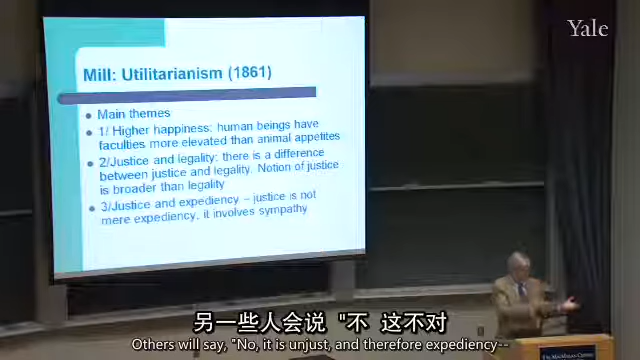 Yale
Mill: Utilitarianism (1861)
Main themes
1/ Higher happiness: human beings have
faculties more elevated than animal appetites
2/Justice and legality: there is a difference
between justice and legality. Notion of justice
is broader than legality
3/Justice and expediency – justice is not
mere expediency, it involves sympathy
另一些人会说 "不 这不对
Others will say, "No, it is unjust, and therefore expediency--